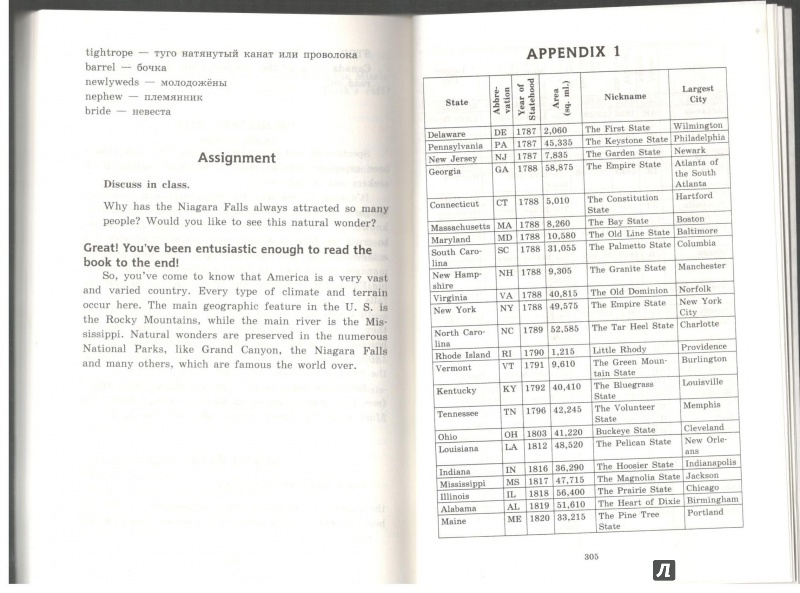 tightrope — туго натянутый канат или проволока
barrel — бочка
newlyweds — молодожёны
nephew — племянник
bride — невеста
Assignment
Discuss in class.
Why has the Niagara Falls always attracted so many
people? Would you like to see this natural wonder?
Great! You've been entusiastic enough to read the
book to the end!
So, you've come to know that America is a very vast
and varied country. Every type of climate and terrain
occur here. The main geographic feature in the U. S. is
the Rocky Mountains, while the main river is the Mis-
sissippi. Natural wonders are preserved in the numerous
National Parks, like Grand Canyon, the Niagara Falls
and many others, which are famous the world over.
APPENDIX 1
State Abbre-vation Year of Statehood Area (sq. ml.) Nickname Largest City
Delaware DE 1787 2,060 The First State Wilmington
Pennsylvania PA 1787 45,335 The Keystone State Philadelphia
New Jersey NJ 1787 7,835 The Garden State Newark
Georgia GA 1788 58,875 The Empire State Atlanta of
the South
Atlanta
Connecticut CT 1788 5,010 The Constitution Hartford
State
Massachusetts MA 1788 8,260 The Bay State Boston
Maryland MD 1788 10,580 The Old Line State Baltimore
South Caro- SC 1788 31,055 The Palmetto State Columbia
lina
New Hamp- NH 1788 9,305 The Granite State Manchester
shire
Virginia VA 1788 40,815 The Old Dominion Norfolk
New York NY 1788 49,575 The Empire State New York
City
North Caro- NC 1789 52,585 The Tar Heel State Charlotte
lina
Rhode Island RI 1790 1,215 Little Rhody Providence
Vermont VT 1791 9,610 The Green Moun- Burlington
tain State
Kentucky KY 1792 40,410 The Bluegrass Louisville
State
Tennessee TN 1796 42,245 The Volunteer Memphis
State
Ohio OH 1803 41,220 Buckeye State Cleveland
Louisiana LA 1812 48,520 The Pelican State New Orle-
ans
Indiana IN 1816 36,290 The Hoosier State Indianapolis
Mississippi MS 1817 47,715 The Magnolia State Jackson
Illinois IL 1818 56,400 The Prairie State Chicago
Alabama AL 1819 51,610 The Heart of Dixie Birmingham
Maine ME 1820 33,215 The Pine Tree Portland
State
305
Л